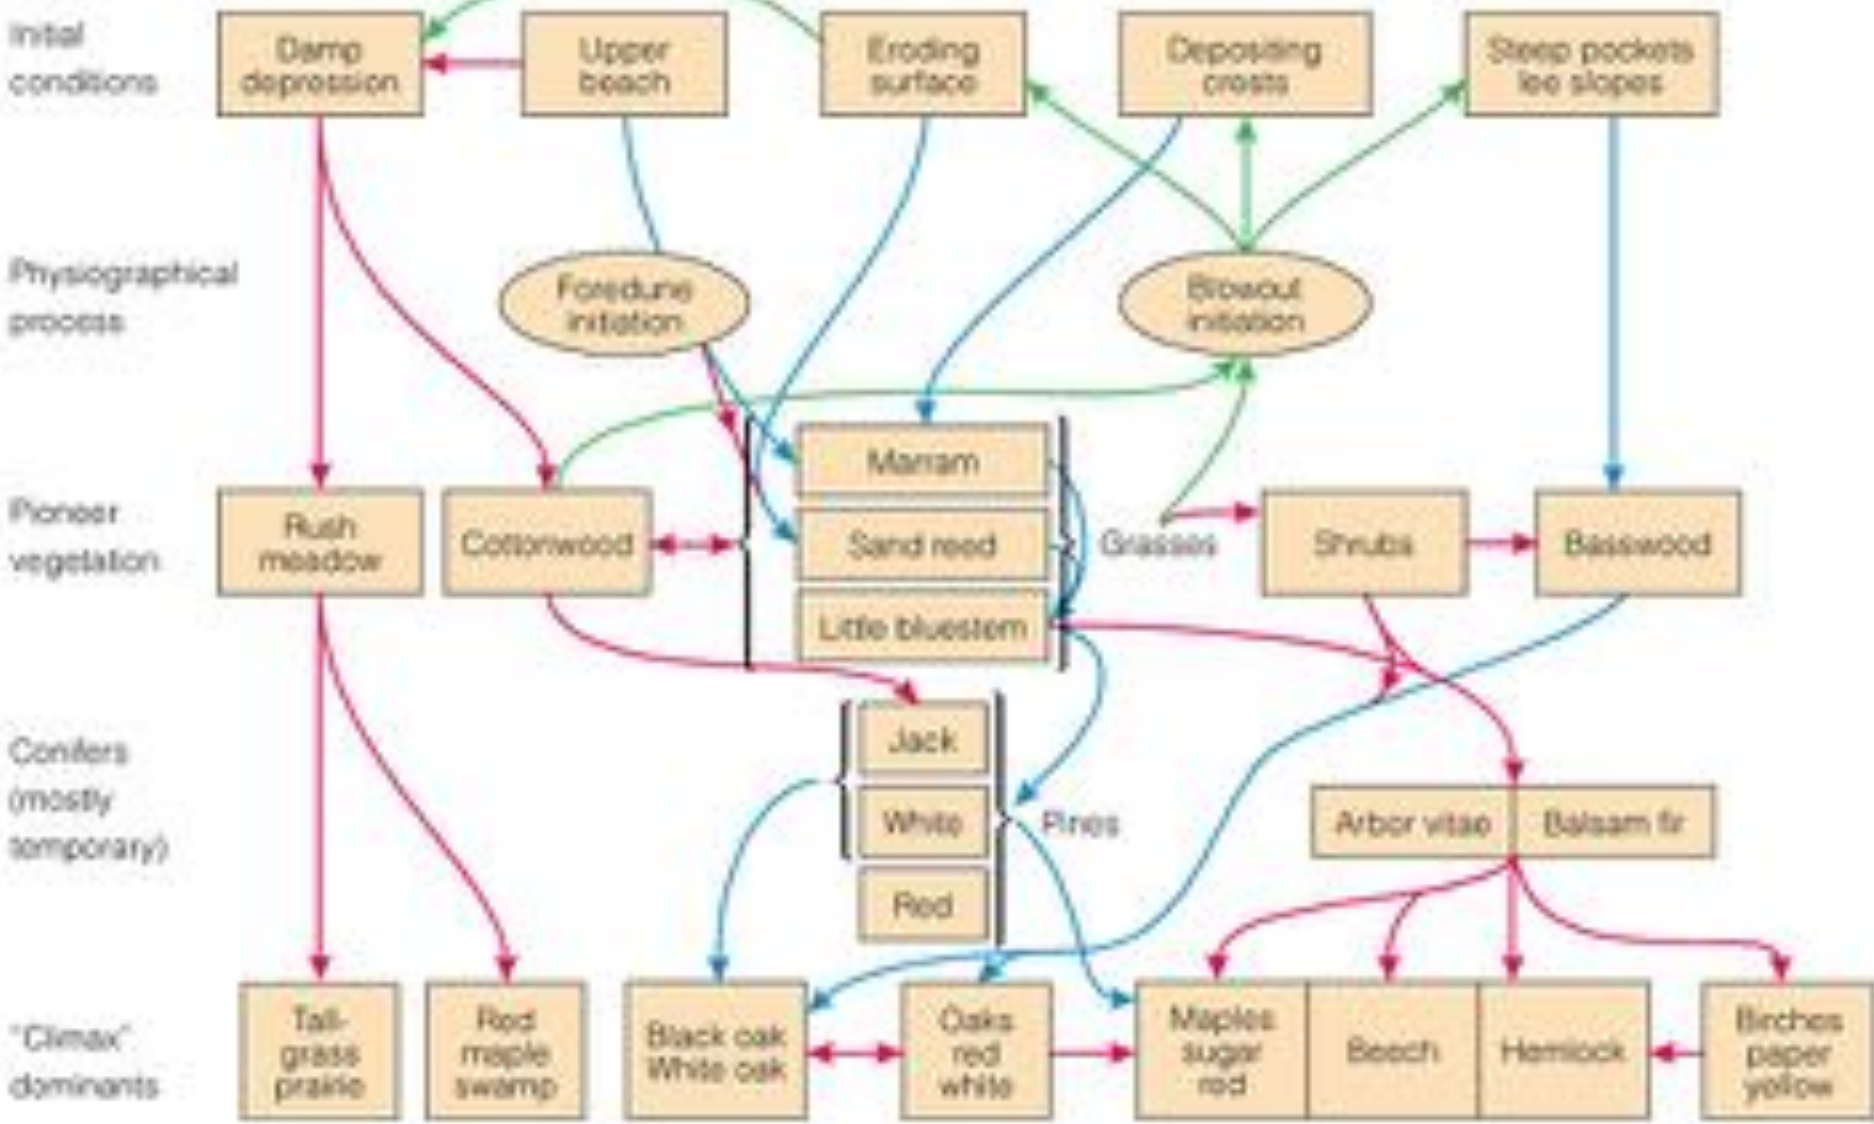 Initial
conditions
Damp
depression
Upper
beach
Eroding
surface
Depositing
crests
Steep pockets
lee slopes
Physiographical
process
Foredune
initiation
Blowout
initiation
Pioneer
vegetation
Rush
meadow
Cottonwood
Marram
Sand reed
Little bluestem
Grasses
Shrubs
Basswood
Conifers
(mostly
temporary)
Jack
White
Red
Pines
Arbor vitae
Balsam fir
"Climax"
dominants
Tall-
grass
prairie
Red
maple
swamp
Black oak
White oak
Oaks
red
white
Maples
sugar
red
Beech
Hemlock
Birches
paper
yellow